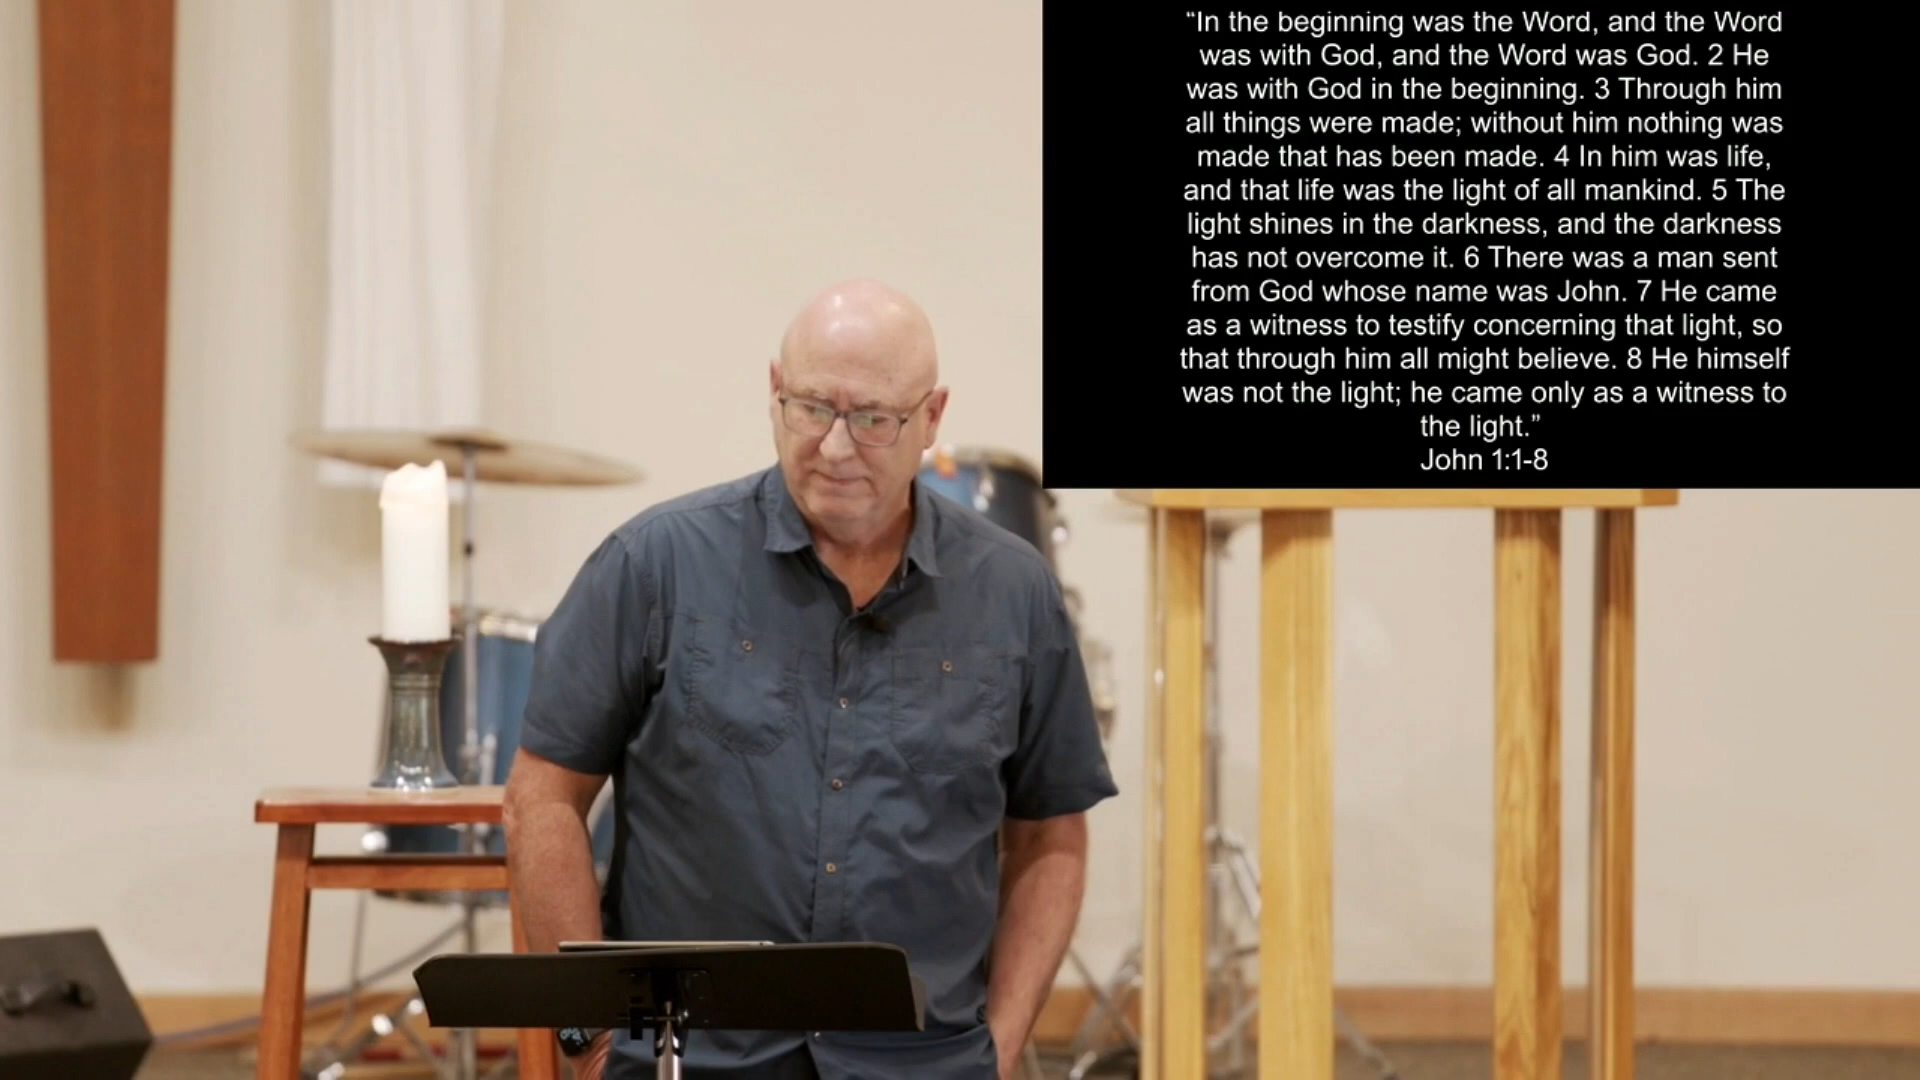 “In the beginning was the Word, and the Word
was with God, and the Word was God. 2 He
was with God in the beginning. 3 Through him
all things were made; without him nothing was
made that has been made. 4 In him was life,
and that life was the light of all mankind. 5 The
light shines in the darkness, and the darkness
has not overcome it. 6 There was a man sent
from God whose name was John. 7 He came
as a witness to testify concerning that light, so
that through him all might believe. 8 He himself
was not the light; he came only as a witness to
the light.”
John 1:1-8